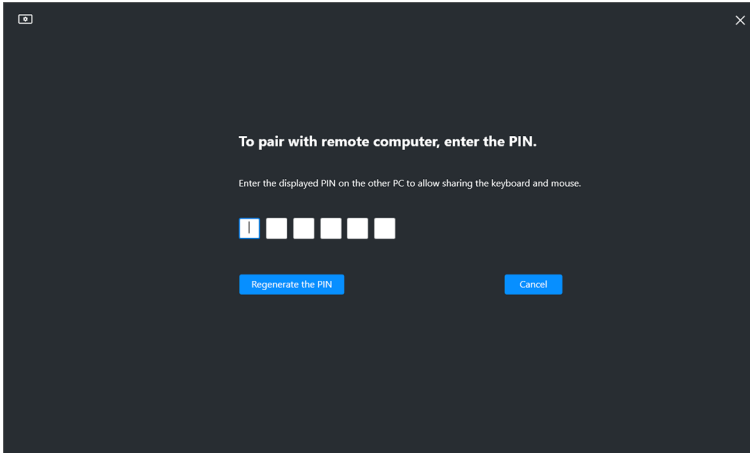 To pair with remote computer, enter the PIN.
Enter the displayed PIN on the other PC to allow sharing the keyboard and mouse.
Regenerate the PIN
Cancel